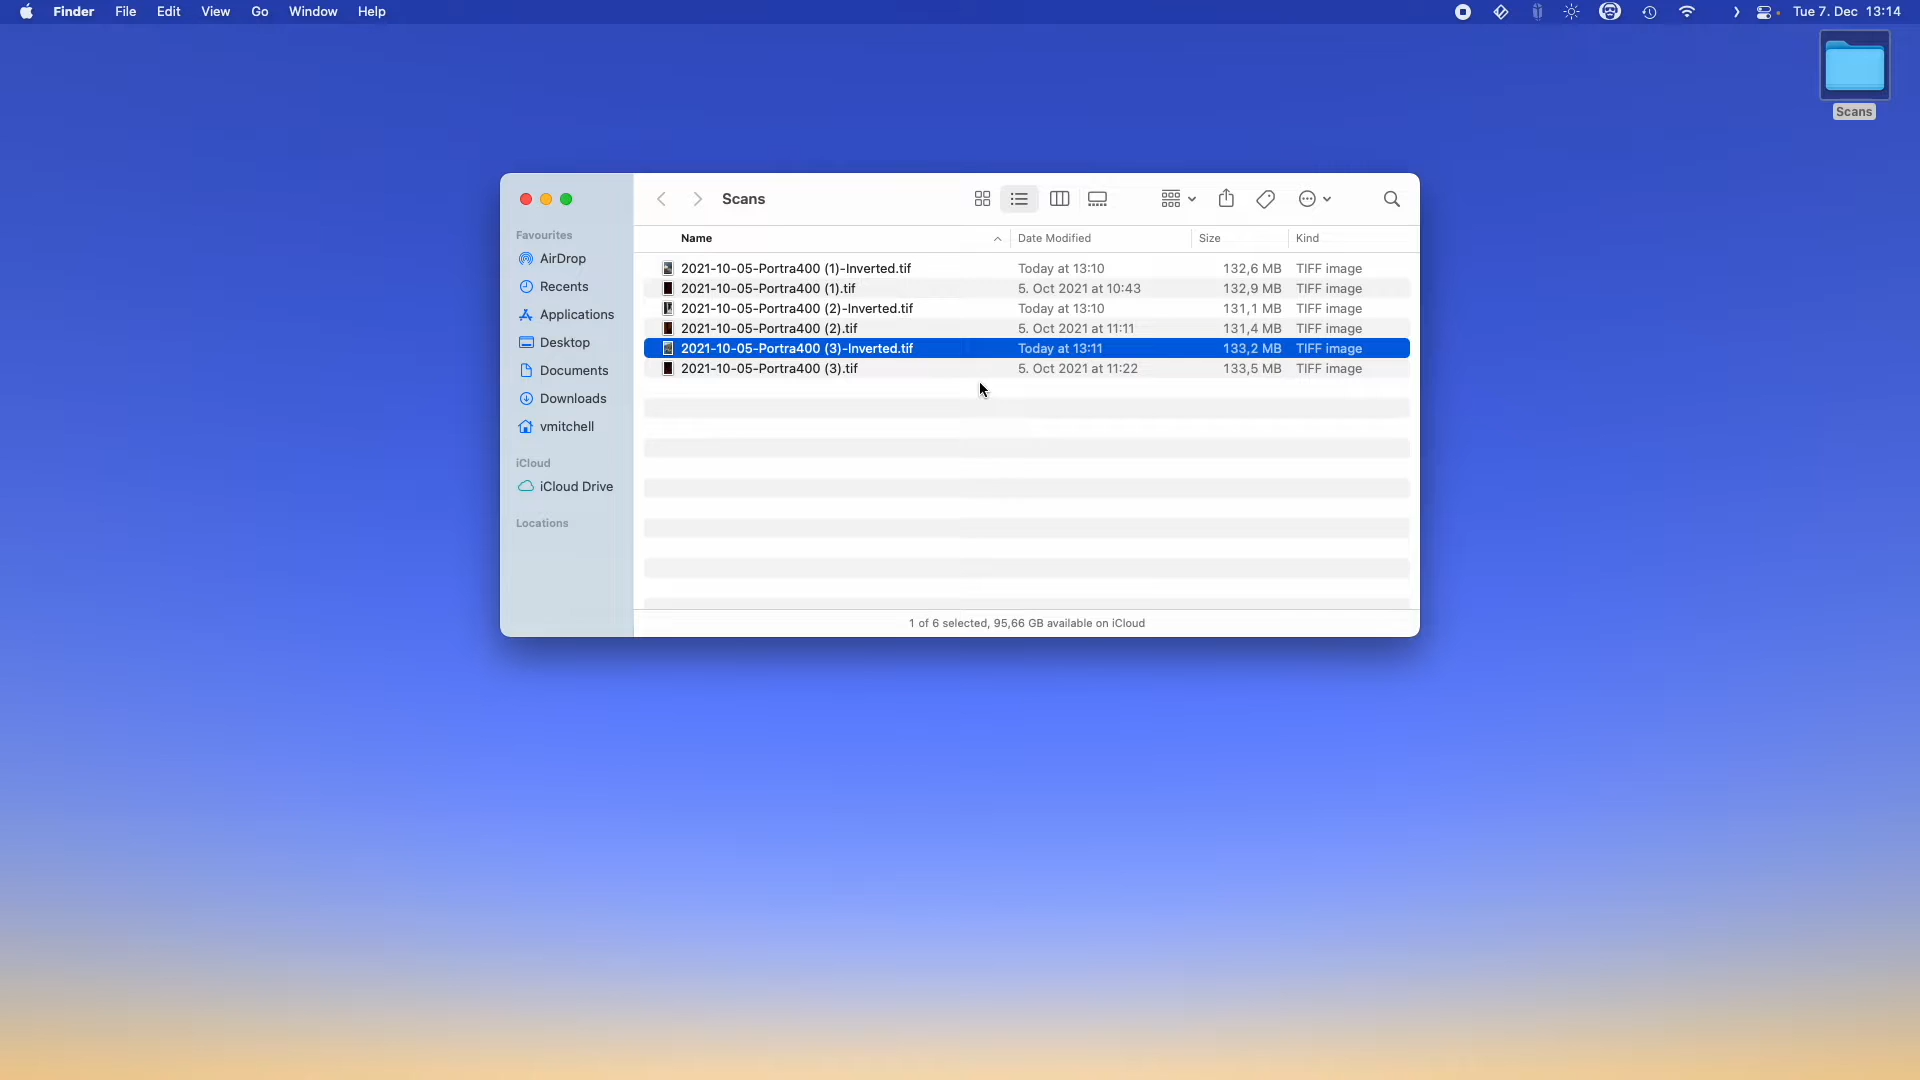 Finder File Edit View Go Window Help Tue 7. Dec 13:14
Scans
Scans
Favourites
AirDrop
Recents
Applications
Desktop
Documents
Downloads
vmitchell
iCloud
iCloud Drive
Locations
Name Date Modified Size Kind
2021-10-05-Portra400 (1)-Inverted.tif Today at 13:10 132,6 MB TIFF image
2021-10-05-Portra400 (1).tif 5. Oct 2021 at 10:43 132,9 MB TIFF image
2021-10-05-Portra400 (2)-Inverted.tif Today at 13:10 131,1 MB TIFF image
2021-10-05-Portra400 (2).tif 5. Oct 2021 at 11:11 131,4 MB TIFF image
2021-10-05-Portra400 (3)-Inverted.tif Today at 13:11 133,2 MB TIFF image
2021-10-05-Portra400 (3).tif 5. Oct 2021 at 11:22 133,5 MB TIFF image
1 of 6 selected, 95,66 GB available on iCloud